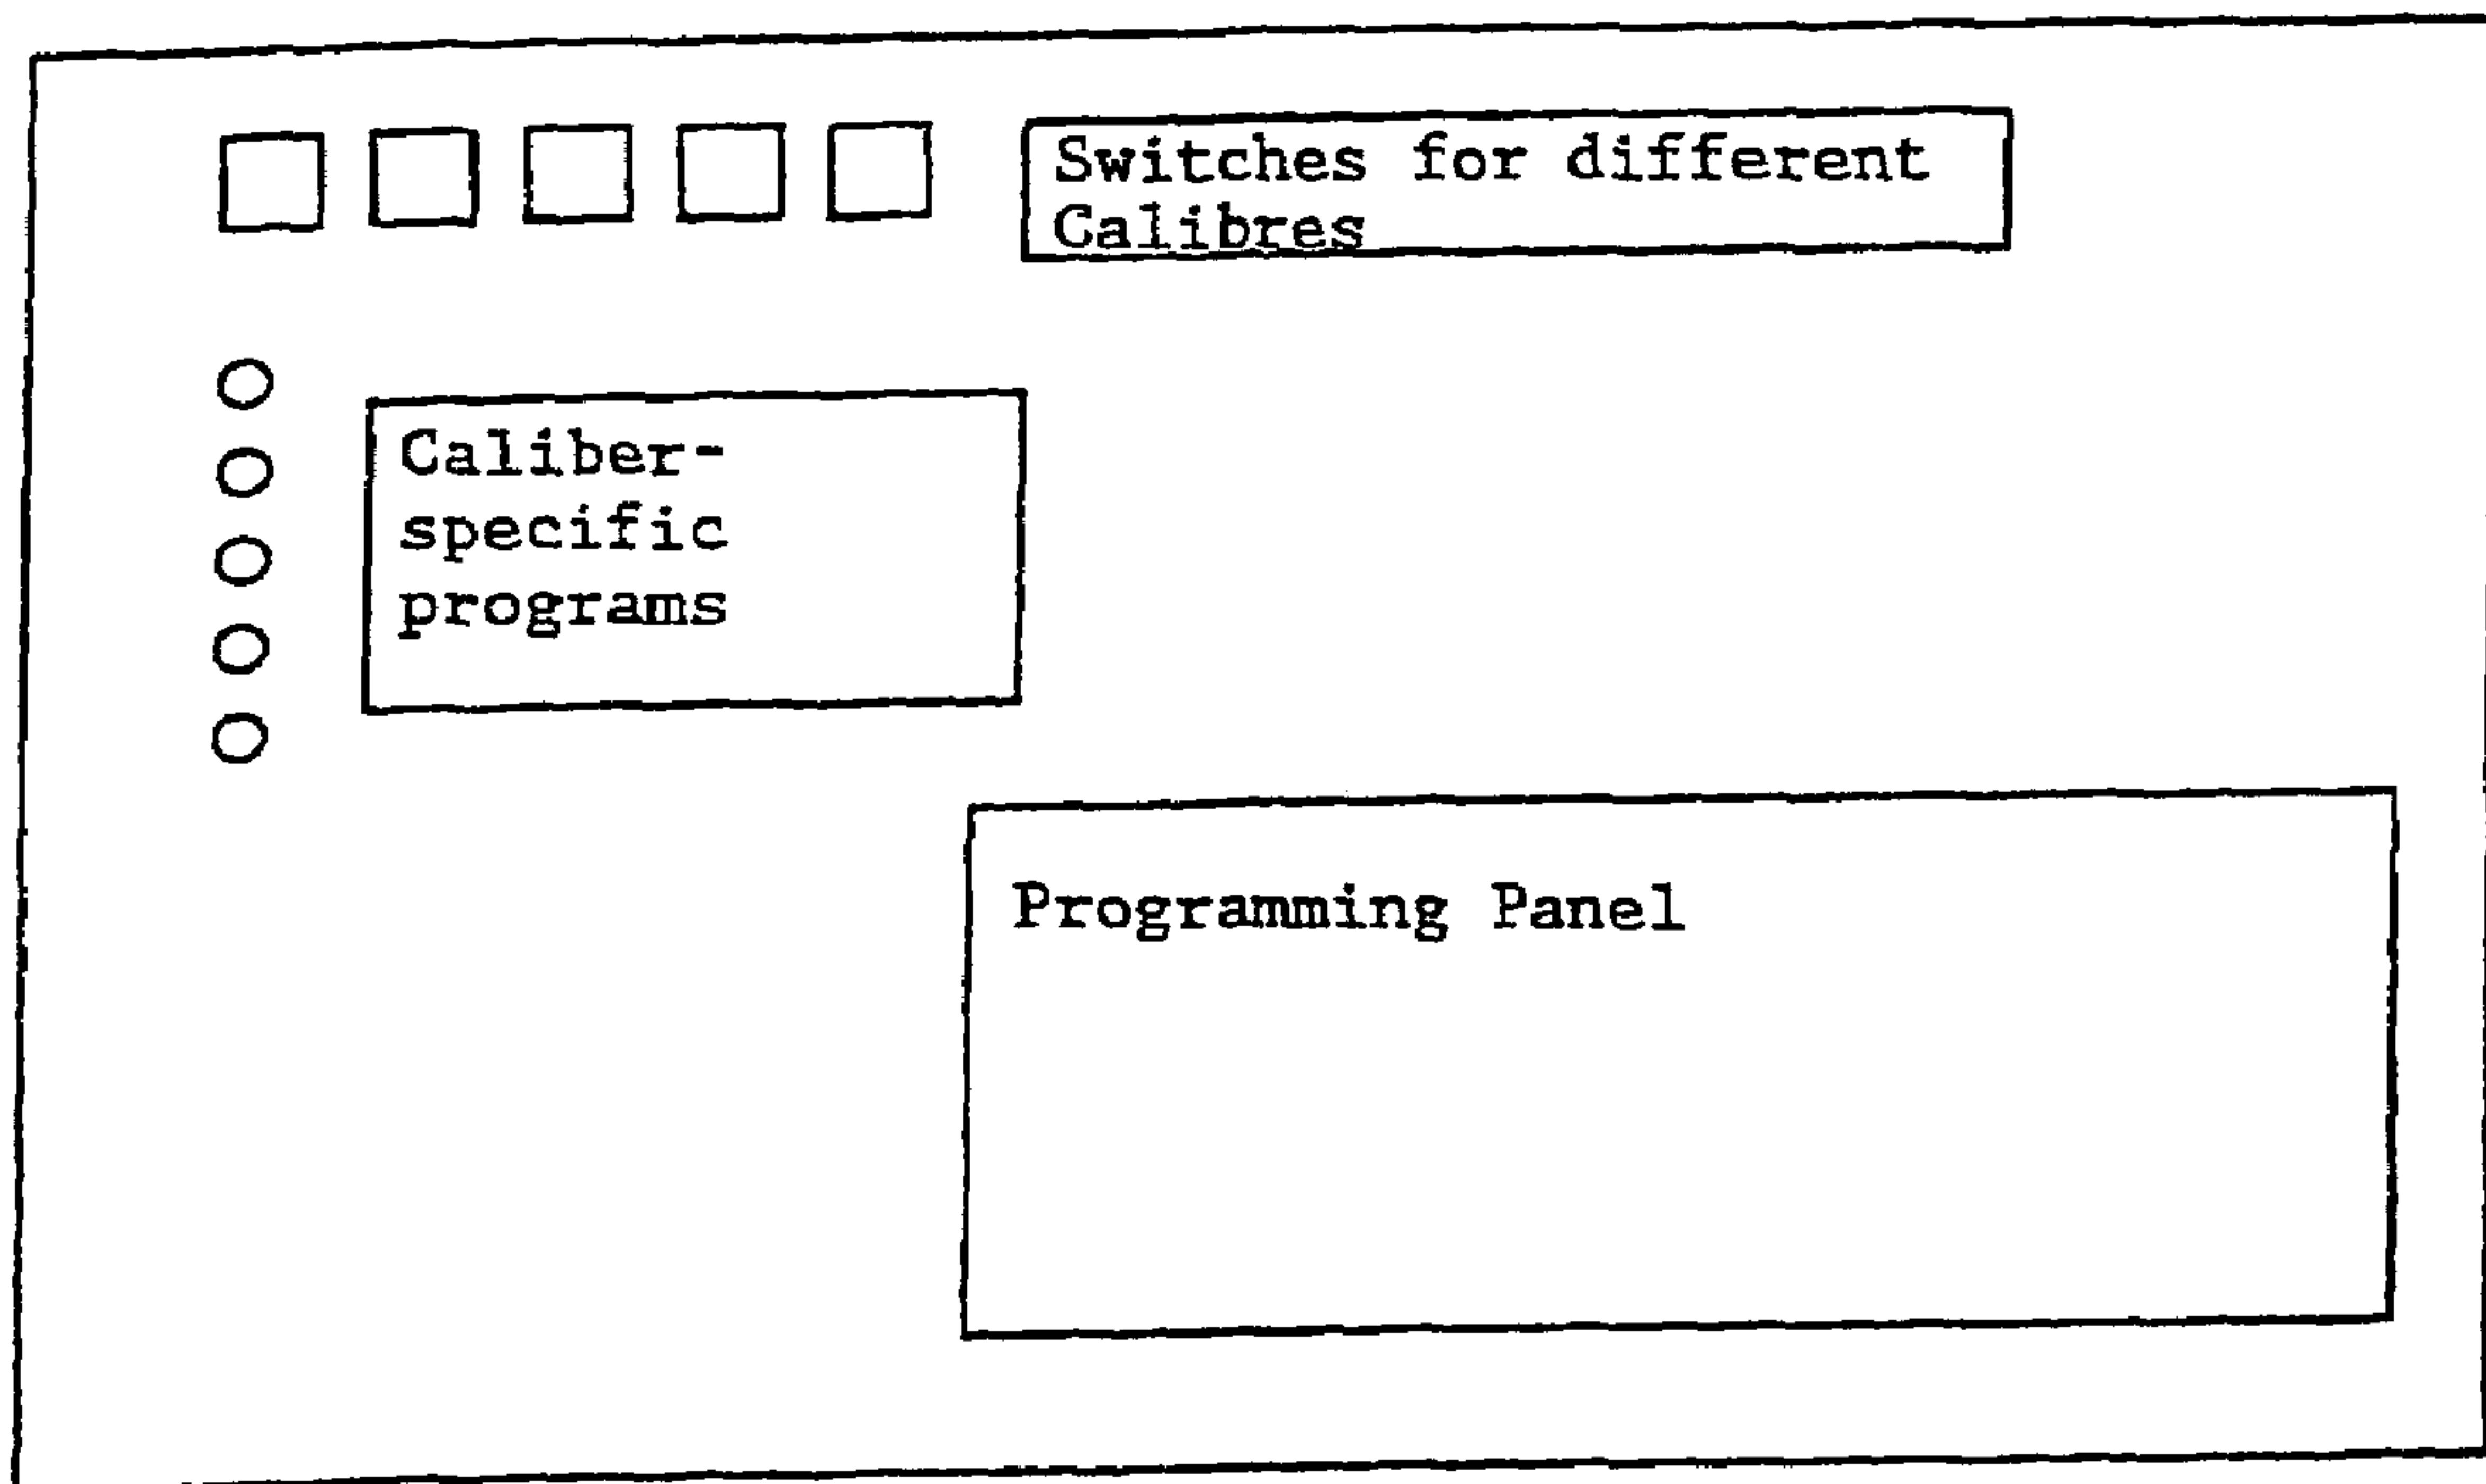 Switches for different
Calibres
Caliber-
specific
programs
Programming Panel